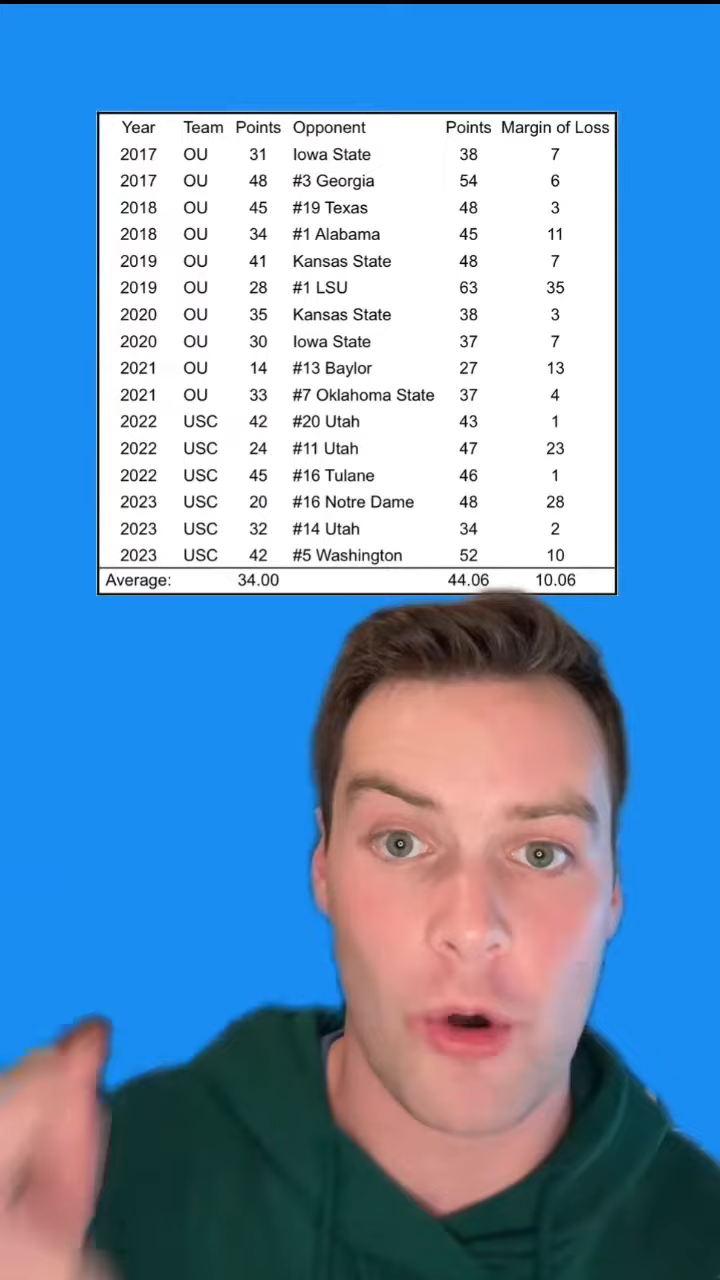 Year Team Points Opponent Points Margin of Loss
2017 OU 31 Iowa State 38 7
2017 OU 48 #3 Georgia 54 6
2018 OU 45 #19 Texas 48 3
2018 OU 34 #1 Alabama 45 11
2019 OU 41 Kansas State 48 7
2019 OU 28 #1 LSU 63 35
2020 OU 35 Kansas State 38 3
2020 OU 30 Iowa State 37 7
2021 OU 14 #13 Baylor 27 13
2021 OU 33 #7 Oklahoma State 37 4
2022 USC 42 #20 Utah 43 1
2022 USC 24 #11 Utah 47 23
2022 USC 45 #16 Tulane 46 1
2023 USC 20 #16 Notre Dame 48 28
2023 USC 32 #14 Utah 34 2
2023 USC 42 #5 Washington 52 10
Average: 34.00 44.06 10.06